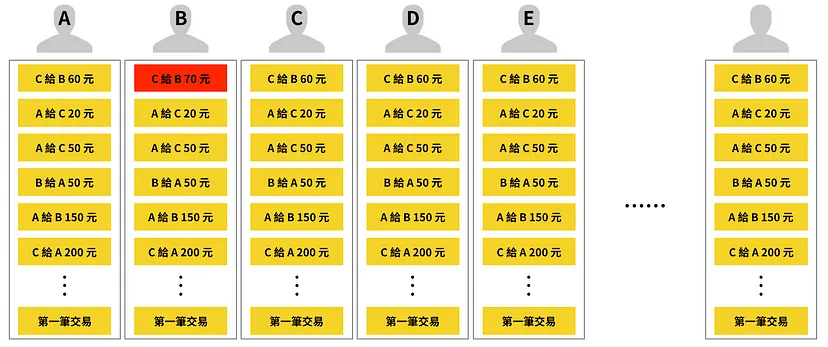 A
B
C
D
E
C 給 B 60 元
C 給 B 70 元
C 給 B 60 元
C 給 B 60 元
C 給 B 60 元
C 給 B 60 元
A 給 C 20 元
A 給 C 20 元
A 給 C 20 元
A 給 C 20 元
A 給 C 20 元
A 給 C 20 元
A 給 C 50 元
A 給 C 50 元
A 給 C 50 元
A 給 C 50 元
A 給 C 50 元
A 給 C 50 元
B 給 A 50 元
B 給 A 50 元
B 給 A 50 元
B 給 A 50 元
B 給 A 50 元
B 給 A 50 元
......
A 給 B 150 元
A 給 B 150 元
A 給 B 150 元
A 給 B 150 元
A 給 B 150 元
A 給 B 150 元
C 給 A 200 元
C 給 A 200 元
C 給 A 200 元
C 給 A 200 元
C 給 A 200 元
C 給 A 200 元
第一筆交易
第一筆交易
第一筆交易
第一筆交易
第一筆交易
第一筆交易